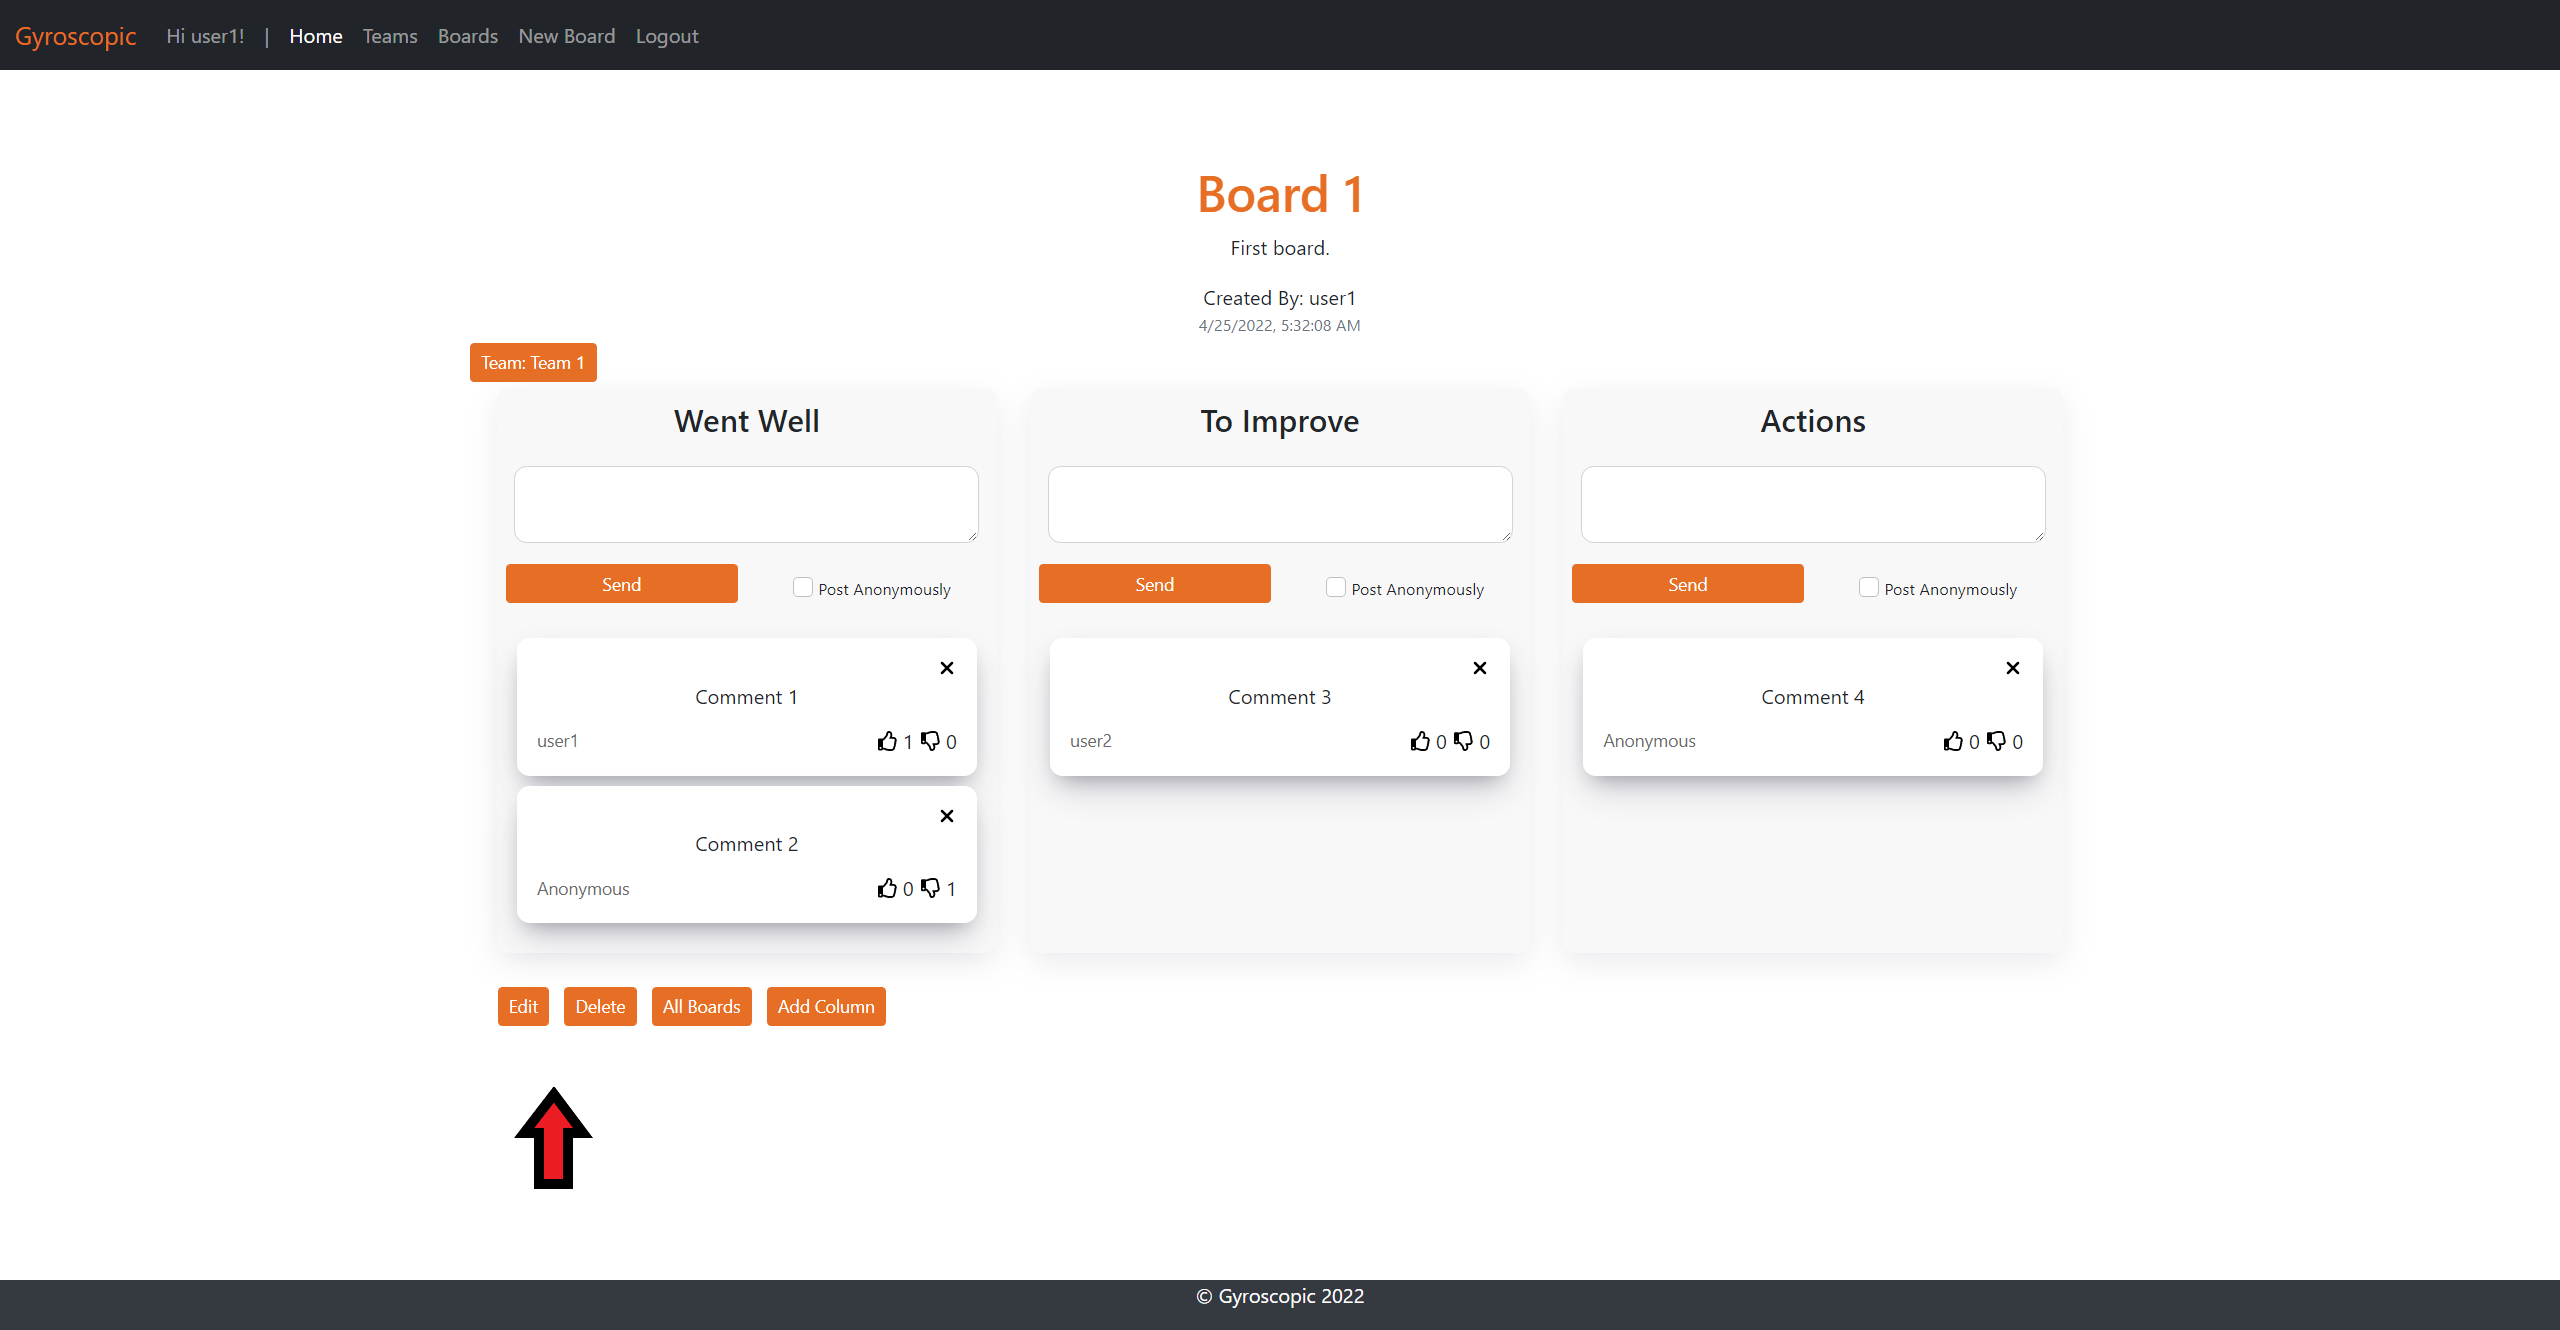 Gyroscopic Hi user1! | Home Teams Boards New Board Logout
Board 1
First board.
Created By: user1
4/25/2022, 5:32:08 AM
Team: Team 1
Went Well
Send Post Anonymously
Comment 1
user1 1 0
Comment 2
Anonymous 0 1
To Improve
Send Post Anonymously
Comment 3
user2 0 0
Actions
Send Post Anonymously
Comment 4
Anonymous 0 0
Edit Delete All Boards Add Column
© Gyroscopic 2022